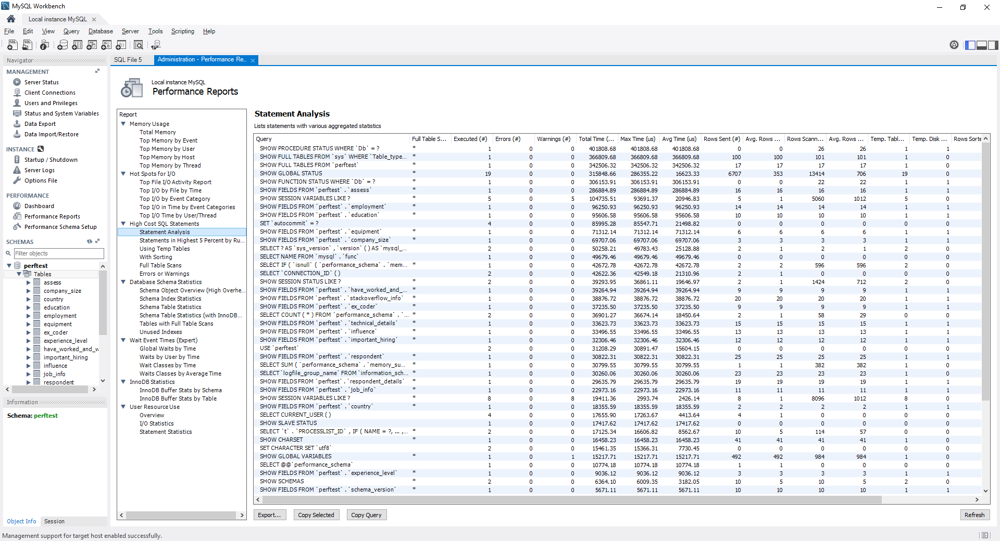 MySQL Workbench
Local instance MySQL
File Edit View Query Database Server Tools Scripting Help
Navigator
MANAGEMENT
Server Status
Client Connections
Users and Privileges
Status and System Variables
Data Export
Data Import/Restore
INSTANCE
Startup / Shutdown
Server Logs
Options File
PERFORMANCE
Dashboard
Performance Reports
Performance Schema Setup
SCHEMAS
Filter objects
perftest
Tables
assess
company_size
country
education
employment
equipment
ex_coder
experience_level
have_worked_and_w
important_hiring
influence
job_info
respondent
Information
Schema: perftest
Object Info Session
SQL File 5 Administration - Performance Re...
Local instance MySQL
Performance Reports
Report
Memory Usage
Total Memory
Top Memory by Event
Top Memory by User
Top Memory by Host
Top Memory by Thread
Hot Spots for I/O
Top File I/O Activity Report
Top I/O by File by Time
Top I/O by Event Category
Top I/O in Time by Event Categories
Top I/O Time by User/Thread
High Cost SQL Statements
Statement Analysis
Statements in Highest 5 Percent by Ru...
Using Temp Tables
With Sorting
Full Table Scans
Errors or Warnings
Database Schema Statistics
Schema Object Overview (High Overhe...
Schema Index Statistics
Schema Table Statistics
Schema Table Statistics (with InnoDB...
Tables with Full Table Scans
Unused Indexes
Wait Event Times (Expert)
Global Waits by Time
Waits by User by Time
Wait Classes by Time
Waits Classes by Average Time
InnoDB Statistics
InnoDB Buffer Stats by Schema
InnoDB Buffer Stats by Table
User Resource Use
Overview
I/O Statistics
Statement Statistics
Statement Analysis
Lists statements with various aggregated statistics
Query Full Table S... Executed (#) Errors (#) Warnings (#) Total Time (... Max Time (us) Avg Time (us) Rows Sent (#) Avg. Rows ... Rows Scann... Avg. Rows ... Temp. Tabl... Temp. Disk ... Rows Sorte
SHOW PROCEDURE STATUS WHERE `Db` = ? * 1 0 0 401808.68 401808.68 401808.68 0 0 26 26 1 1
SHOW FULL TABLES FROM `sys` WHERE `Table_type... * 1 0 0 366809.68 366809.68 366809.68 100 100 101 101 1 0
SHOW FULL TABLES FROM `perftest` * 1 0 0 342506.32 342506.32 342506.32 17 17 17 17 1 0
SHOW GLOBAL STATUS * 19 0 0 315848.66 286355.22 16623.33 6707 353 13414 706 19 0
SHOW FUNCTION STATUS WHERE `Db` = ? * 1 0 0 306153.91 306153.91 306153.91 0 0 22 22 1 1
SHOW FIELDS FROM `perftest` . `assess` * 1 0 0 286884.89 286884.89 286884.89 16 16 16 16 1 1
SHOW SESSION VARIABLES LIKE ? * 5 0 5 104735.51 93691.37 20946.83 5 1 5060 1012 5 0
SHOW FIELDS FROM `perftest` . `employment` * 1 0 0 96250.93 96250.93 96250.93 14 14 14 14 1 1
SHOW FIELDS FROM `perftest` . `education` * 1 0 0 95606.58 95606.58 95606.58 10 10 10 10 1 1
SET `autocommit` = ? 4 0 0 85995.28 85547.71 21498.82 0 0 0 0 0 0
SHOW FIELDS FROM `perftest` . `equipment` * 1 0 0 71312.14 71312.14 71312.14 6 6 6 6 1 1
SHOW FIELDS FROM `perftest` . `company_size` * 1 0 0 69707.06 69707.06 69707.06 3 3 3 3 1 1
SELECT ? AS `sys_version` , `version` ( ) AS `mysql_... 2 0 0 50258.21 49783.43 25128.88 2 1 2 1 2 0
SELECT NAME FROM `mysql` . `func` 1 0 0 49679.46 49679.46 49679.46 0 0 0 0 0 0
SELECT IF ( `isnull` ( `performance_schema` . `mem... * 1 0 0 42672.78 42672.78 42672.78 2 2 596 596 2 0
SELECT `CONNECTION_ID` ( ) 2 0 0 42622.36 42549.18 21310.96 2 1 0 0 0 0
SHOW SESSION STATUS LIKE ? * 2 0 0 39293.95 36861.11 19646.97 2 1 1424 712 2 0
SHOW FIELDS FROM `perftest` . `have_worked_and_... * 1 0 0 39264.94 39264.94 39264.94 9 9 9 9 1 1
SHOW FIELDS FROM `perftest` . `stackoverflow_info` * 1 0 0 38876.72 38876.72 38876.72 20 20 20 20 1 1
SHOW FIELDS FROM `perftest` . `ex_coder` * 1 0 0 37235.50 37235.50 37235.50 9 9 9 9 1 1
SELECT COUNT ( * ) FROM `performance_schema` . `... * 2 0 0 36901.27 36674.14 18450.64 2 1 58 29 0 0
SHOW FIELDS FROM `perftest` . `technical_details` * 1 0 0 33623.73 33623.73 33623.73 15 15 15 15 1 1
SHOW FIELDS FROM `perftest` . `influence` * 1 0 0 33496.55 33496.55 33496.55 13 13 13 13 1 1
SHOW FIELDS FROM `perftest` . `important_hiring` * 1 0 0 32306.46 32306.46 32306.46 12 12 12 12 1 1
USE `perftest` 2 0 0 31208.29 30891.47 15604.15 0 0 0 0 0 0
SHOW FIELDS FROM `perftest` . `respondent` * 1 0 0 30822.31 30822.31 30822.31 25 25 25 25 1 1
SELECT SUM ( `performance_schema` . `memory_su... * 1 0 0 30799.55 30799.55 30799.55 1 1 382 382 1 0
SELECT `logfile_group_name` FROM `information_sch... * 1 0 0 30260.06 30260.06 30260.06 23 23 23 23 1 0
SHOW FIELDS FROM `perftest` . `respondent_details` * 1 0 0 29635.79 29635.79 29635.79 19 19 19 19 1 1
SHOW FIELDS FROM `perftest` . `job_info` * 1 0 0 22973.16 22973.16 22973.16 11 11 11 11 1 1
SHOW SESSION VARIABLES LIKE ? * 8 0 8 19411.36 2993.74 2426.14 8 1 8096 1012 8 0
SHOW FIELDS FROM `perftest` . `country` * 1 0 0 18355.59 18355.59 18355.59 2 2 2 2 1 1
SELECT CURRENT_USER ( ) 4 0 0 17655.90 17263.67 4413.64 4 1 0 0 0 0
SHOW SLAVE STATUS 1 0 0 17417.62 17417.62 17417.62 0 0 0 0 0 0
SELECT `t` . `PROCESSLIST_ID` , IF ( NAME = ?, ... ,... * 2 0 0 17125.34 16606.82 8562.67 10 5 114 57 0 0
SHOW CHARSET * 1 0 0 16458.23 16458.23 16458.23 41 41 41 41 1 0
SET CHARACTER SET `utf8` 2 0 0 15461.35 15366.31 7730.45 0 0 0 0 0 0
SHOW GLOBAL VARIABLES * 1 0 1 15217.71 15217.71 15217.71 492 492 984 984 1 0
SELECT @@`performance_schema` 1 0 0 10774.18 10774.18 10774.18 1 1 0 0 0 0
SHOW FIELDS FROM `perftest` . `experience_level` * 1 0 0 9036.12 9036.12 9036.12 3 3 3 3 1 1
SHOW SCHEMAS * 2 0 0 6364.10 6009.35 3182.05 10 5 10 5 2 0
SHOW FIELDS FROM `perftest` . `schema_version` * 1 0 0 5671.11 5671.11 5671.11 10 10 10 10 1 1
Export... Copy Selected Copy Query Refresh
Management support for target host enabled successfully.